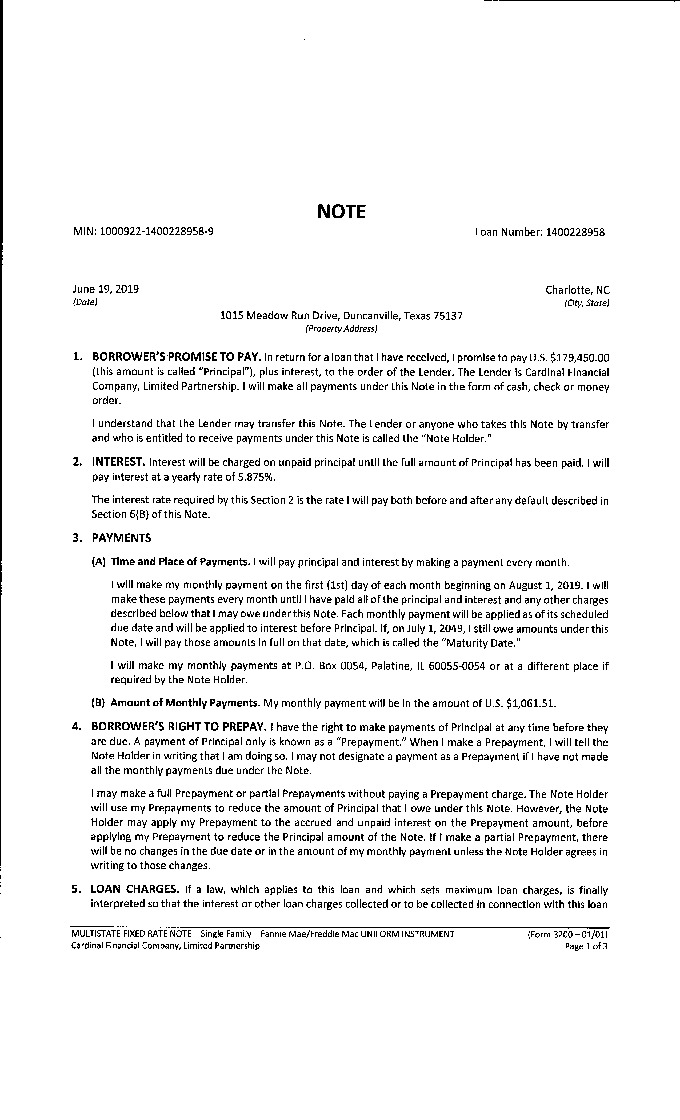 NOTE
MIN: 1000922-1400228958-9 Loan Number: 1400228958
June 19, 2019 Charlotte, NC
(Date) (City, State)
1015 Meadow Run Drive, Duncanville, Texas 75137
(Property Address)
1. BORROWER'S PROMISE TO PAY. In return for a loan that I have received, I promise to pay U.S. $179,450.00
(this amount is called "Principal"), plus interest, to the order of the Lender. The Lender is Cardinal Financial
Company, Limited Partnership. I will make all payments under this Note in the form of cash, check or money
order.
I understand that the Lender may transfer this Note. The Lender or anyone who takes this Note by transfer
and who is entitled to receive payments under this Note is called the "Note Holder."
2. INTEREST. Interest will be charged on unpaid principal until the full amount of Principal has been paid. I will
pay interest at a yearly rate of 5.875%.
The interest rate required by this Section 2 is the rate I will pay both before and after any default described in
Section 6(B) of this Note.
3. PAYMENTS
(A) Time and Place of Payments. I will pay principal and interest by making a payment every month.
I will make my monthly payment on the first (1st) day of each month beginning on August 1, 2019. I will
make these payments every month until I have paid all of the principal and interest and any other charges
described below that I may owe under this Note. Each monthly payment will be applied as of its scheduled
due date and will be applied to interest before Principal. If, on July 1, 2049, I still owe amounts under this
Note, I will pay those amounts in full on that date, which is called the "Maturity Date."
I will make my monthly payments at P.O. Box 0054, Palatine, IL 60055-0054 or at a different place if
required by the Note Holder.
(B) Amount of Monthly Payments. My monthly payment will be in the amount of U.S. $1,061.51.
4. BORROWER'S RIGHT TO PREPAY. I have the right to make payments of Principal at any time before they
are due. A payment of Principal only is known as a "Prepayment." When I make a Prepayment, I will tell the
Note Holder in writing that I am doing so. I may not designate a payment as a Prepayment if I have not made
all the monthly payments due under the Note.
I may make a full Prepayment or partial Prepayments without paying a Prepayment charge. The Note Holder
will use my Prepayments to reduce the amount of Principal that I owe under this Note. However, the Note
Holder may apply my Prepayment to the accrued and unpaid interest on the Prepayment amount, before
applying my Prepayment to reduce the Principal amount of the Note. If I make a partial Prepayment, there
will be no changes in the due date or in the amount of my monthly payment unless the Note Holder agrees in
writing to those changes.
5. LOAN CHARGES. If a law, which applies to this loan and which sets maximum loan charges, is finally
interpreted so that the interest or other loan charges collected or to be collected in connection with this loan
MULTISTATE FIXED RATE NOTE Single Family Fannie Mae/Freddie Mac UNIFORM INSTRUMENT (Form 3200 – 01/01)
Cardinal Financial Company, Limited Partnership Page 1 of 3